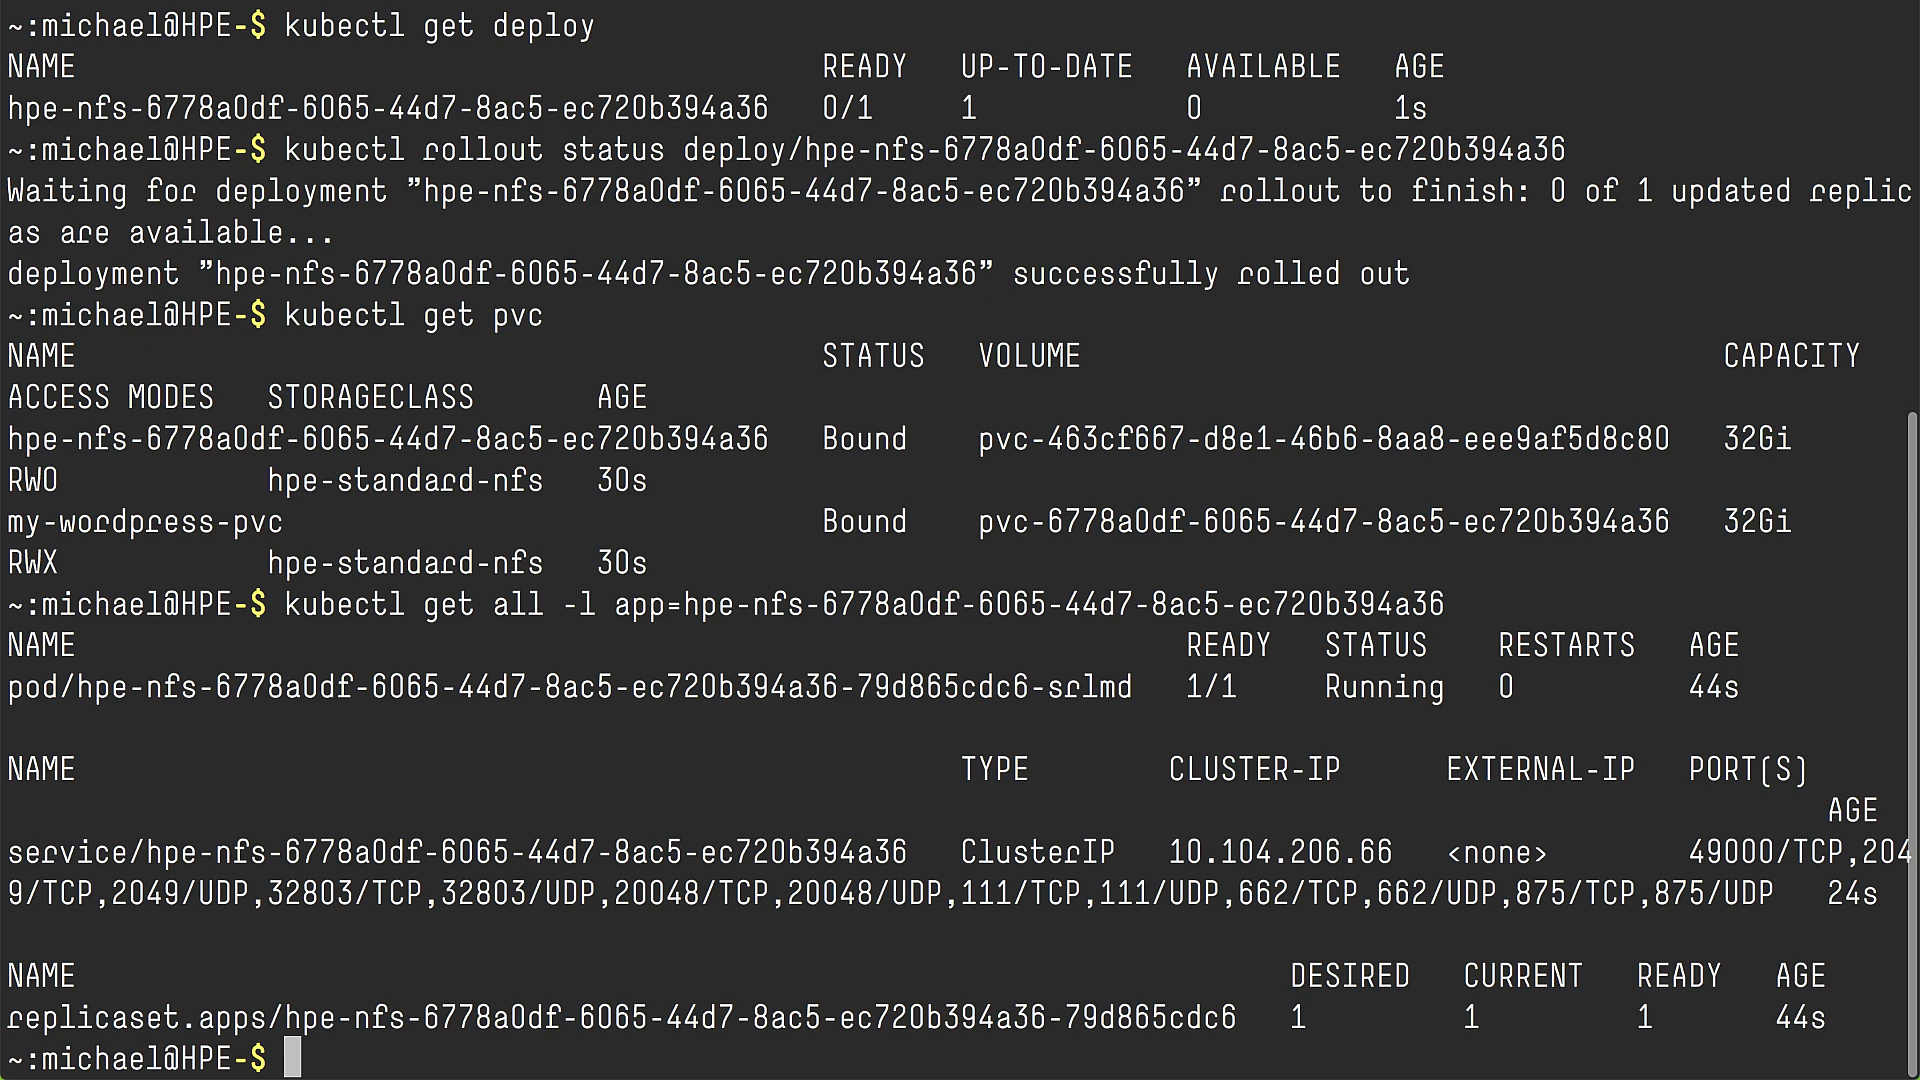 ~:michael@HPE-$ kubectl get deploy
NAME                                           READY   UP-TO-DATE   AVAILABLE   AGE
hpe-nfs-6778a0df-6065-44d7-8ac5-ec720b394a36   0/1     1            0           1s
~:michael@HPE-$ kubectl rollout status deploy/hpe-nfs-6778a0df-6065-44d7-8ac5-ec720b394a36
Waiting for deployment "hpe-nfs-6778a0df-6065-44d7-8ac5-ec720b394a36" rollout to finish: 0 of 1 updated replic
as are available...
deployment "hpe-nfs-6778a0df-6065-44d7-8ac5-ec720b394a36" successfully rolled out
~:michael@HPE-$ kubectl get pvc
NAME                                           STATUS   VOLUME                                     CAPACITY
ACCESS MODES   STORAGECLASS       AGE
hpe-nfs-6778a0df-6065-44d7-8ac5-ec720b394a36   Bound    pvc-463cf667-d8e1-46b6-8aa8-eee9af5d8c80   32Gi
RWO            hpe-standard-nfs   30s
my-wordpress-pvc                               Bound    pvc-6778a0df-6065-44d7-8ac5-ec720b394a36   32Gi
RWX            hpe-standard-nfs   30s
~:michael@HPE-$ kubectl get all -l app=hpe-nfs-6778a0df-6065-44d7-8ac5-ec720b394a36
NAME                                                                READY   STATUS    RESTARTS   AGE
pod/hpe-nfs-6778a0df-6065-44d7-8ac5-ec720b394a36-79d865cdc6-srlmd   1/1     Running   0          44s

NAME                                                   TYPE        CLUSTER-IP      EXTERNAL-IP   PORT(S)
AGE
service/hpe-nfs-6778a0df-6065-44d7-8ac5-ec720b394a36   ClusterIP   10.104.206.66   <none>        49000/TCP,204
9/TCP,2049/UDP,32803/TCP,32803/UDP,20048/TCP,20048/UDP,111/TCP,111/UDP,662/TCP,662/UDP,875/TCP,875/UDP   24s

NAME                                                                      DESIRED   CURRENT   READY   AGE
replicaset.apps/hpe-nfs-6778a0df-6065-44d7-8ac5-ec720b394a36-79d865cdc6   1         1         1       44s
~:michael@HPE-$